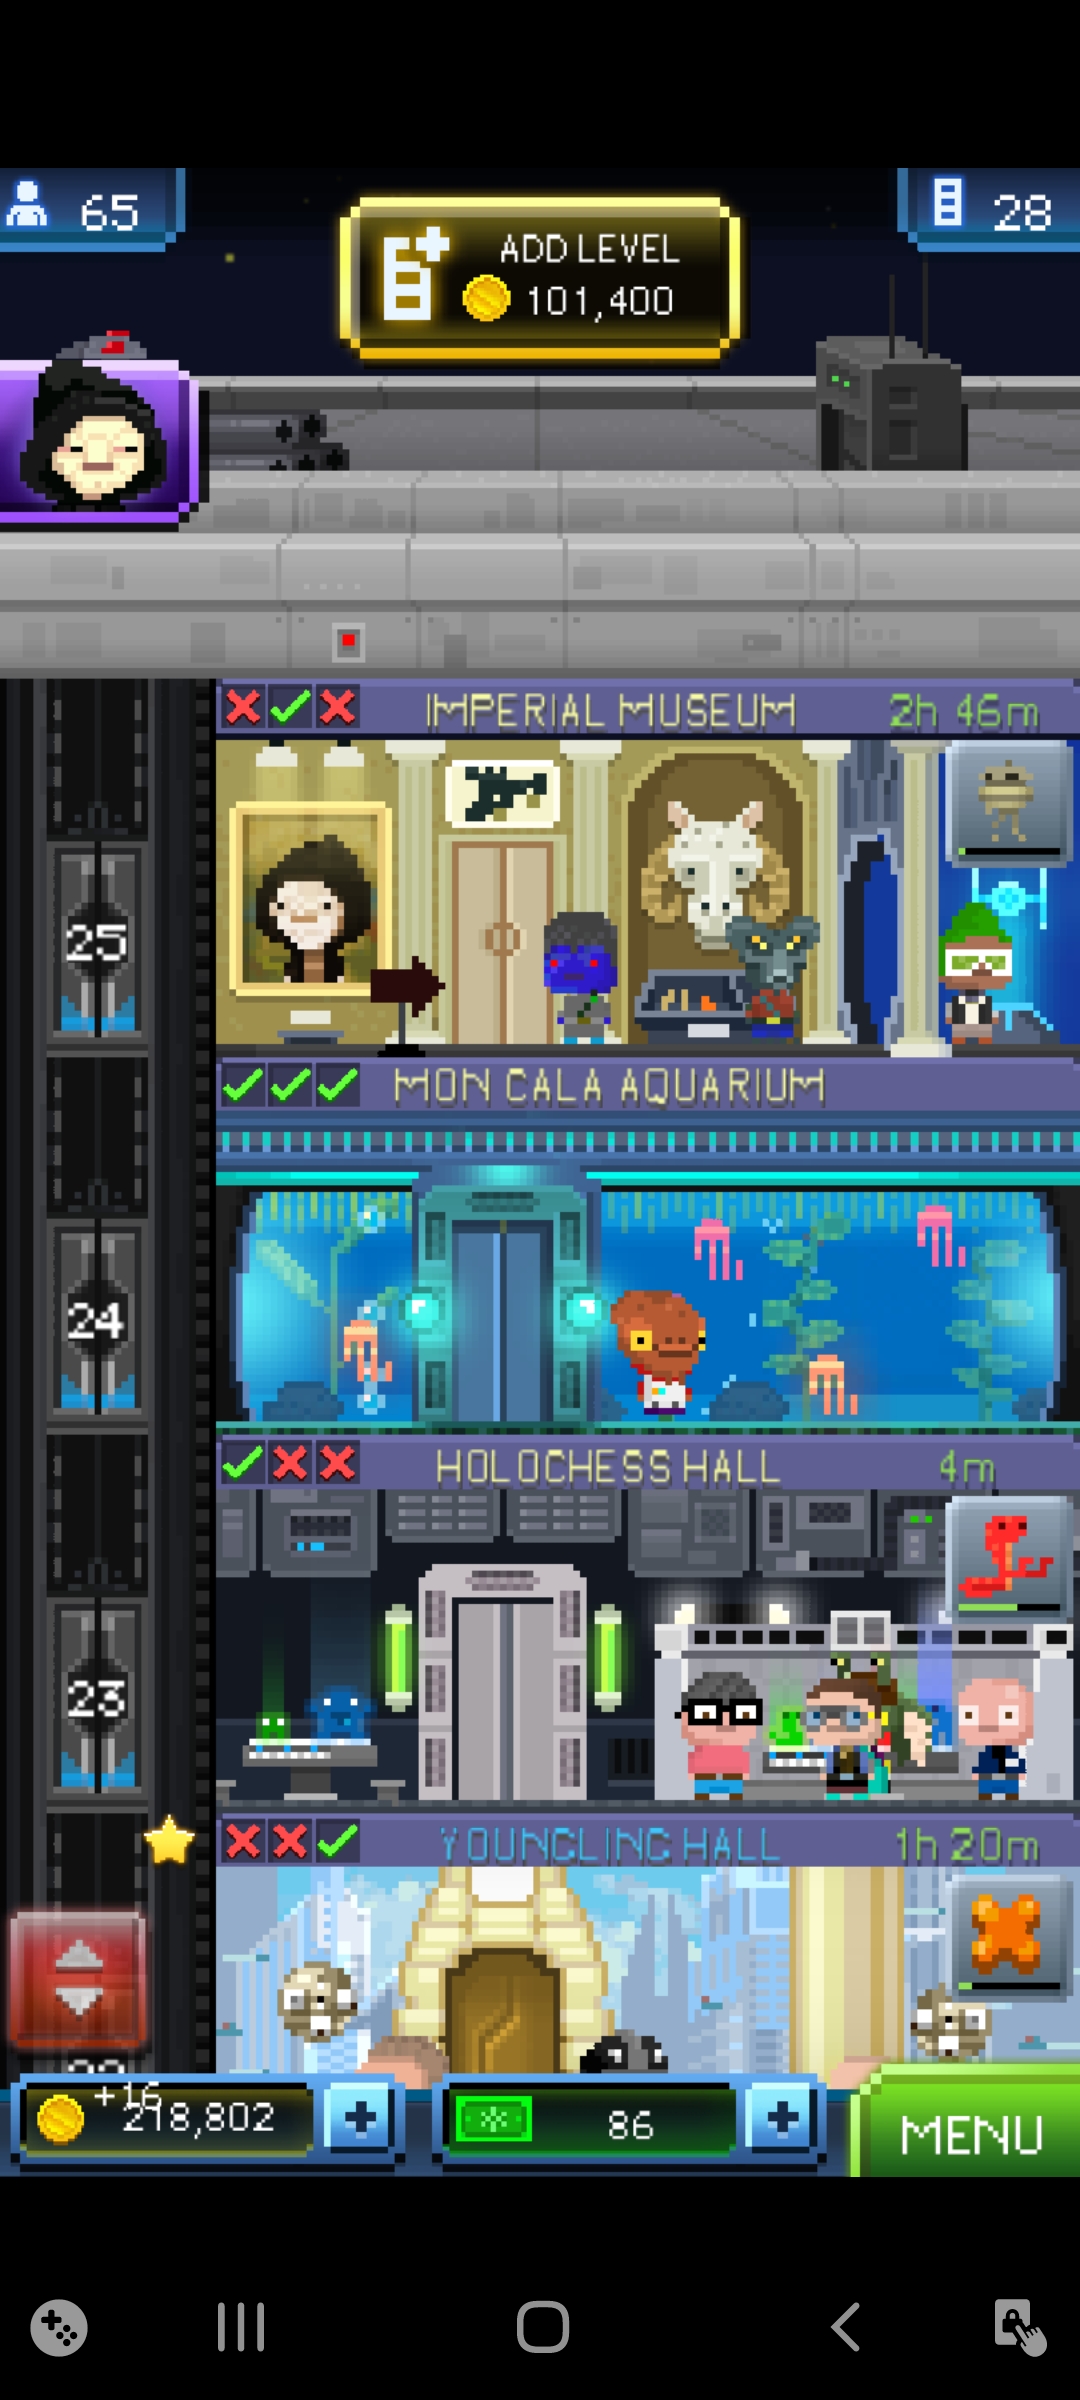 65
ADD LEVEL
101,400
28
IMPERIAL MUSEUM 2h 46m
25
MON CALA AQUARIUM
24
HOLOCHESS HALL 4m
23
YOUNGLING HALL 1h 20m
+16
218,802
86
MENU